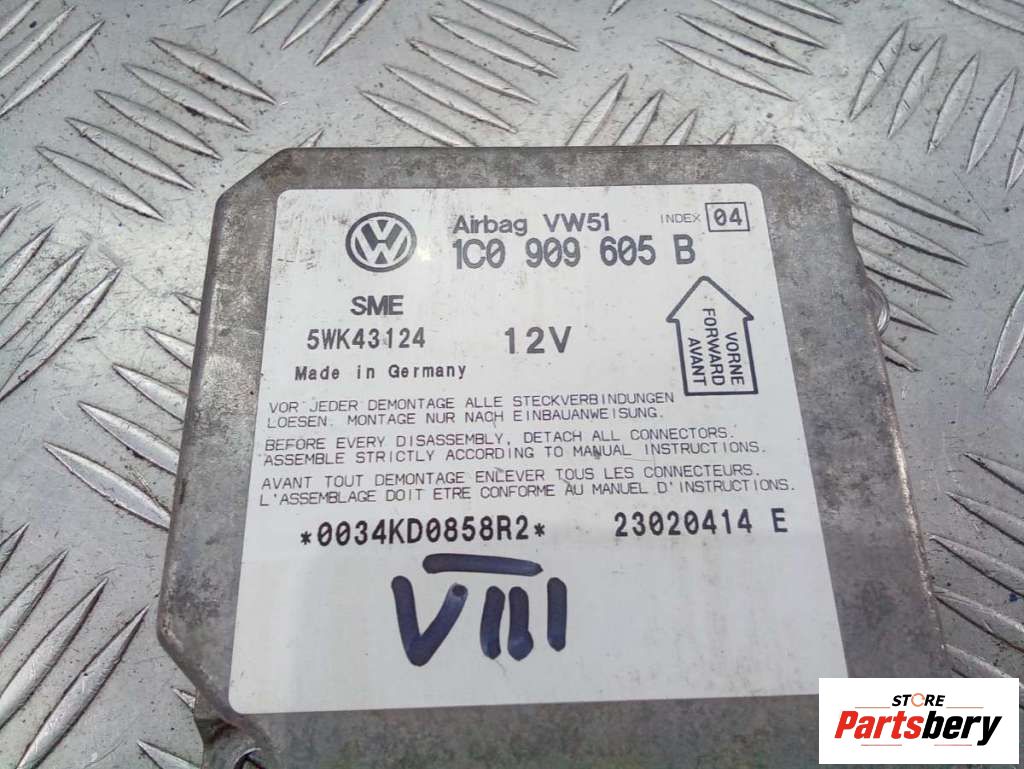 VW
Airbag VW51 INDEX 04
1C0 909 605 B
SME
5WK43124 12V
Made in Germany
VORNE
FORWARD
AVANT
VOR JEDER DEMONTAGE ALLE STECKVERBINDUNGEN
LOESEN. MONTAGE NUR NACH EINBAUANWEISUNG.
BEFORE EVERY DISASSEMBLY, DETACH ALL CONNECTORS.
ASSEMBLE STRICTLY ACCORDING TO MANUAL INSTRUCTIONS.
AVANT TOUT DEMONTAGE ENLEVER TOUS LES CONNECTEURS.
L'ASSEMBLAGE DOIT ETRE CONFORME AU MANUEL D'INSTRUCTIONS.
*0034KD0858R2* 23020414 E
VIII
STORE
Partsbery